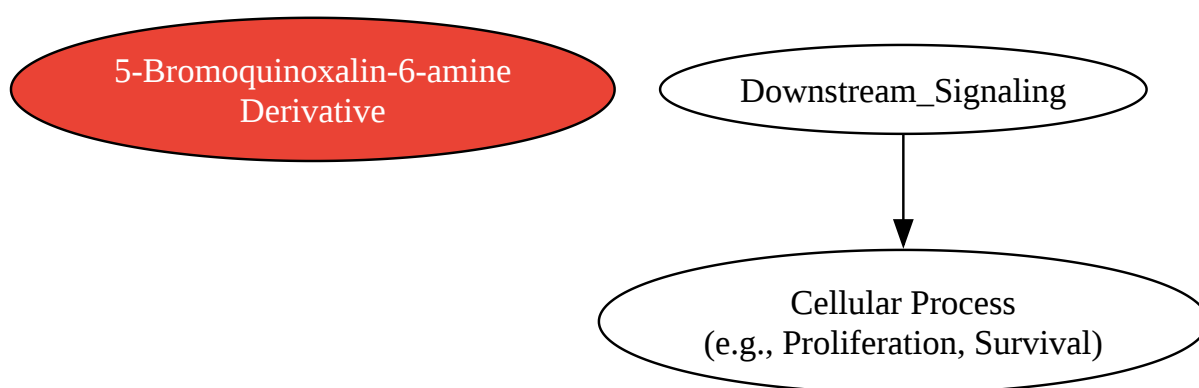 5-Bromoquinoxalin-6-amine
Derivative
Downstream_Signaling
Cellular Process
(e.g., Proliferation, Survival)